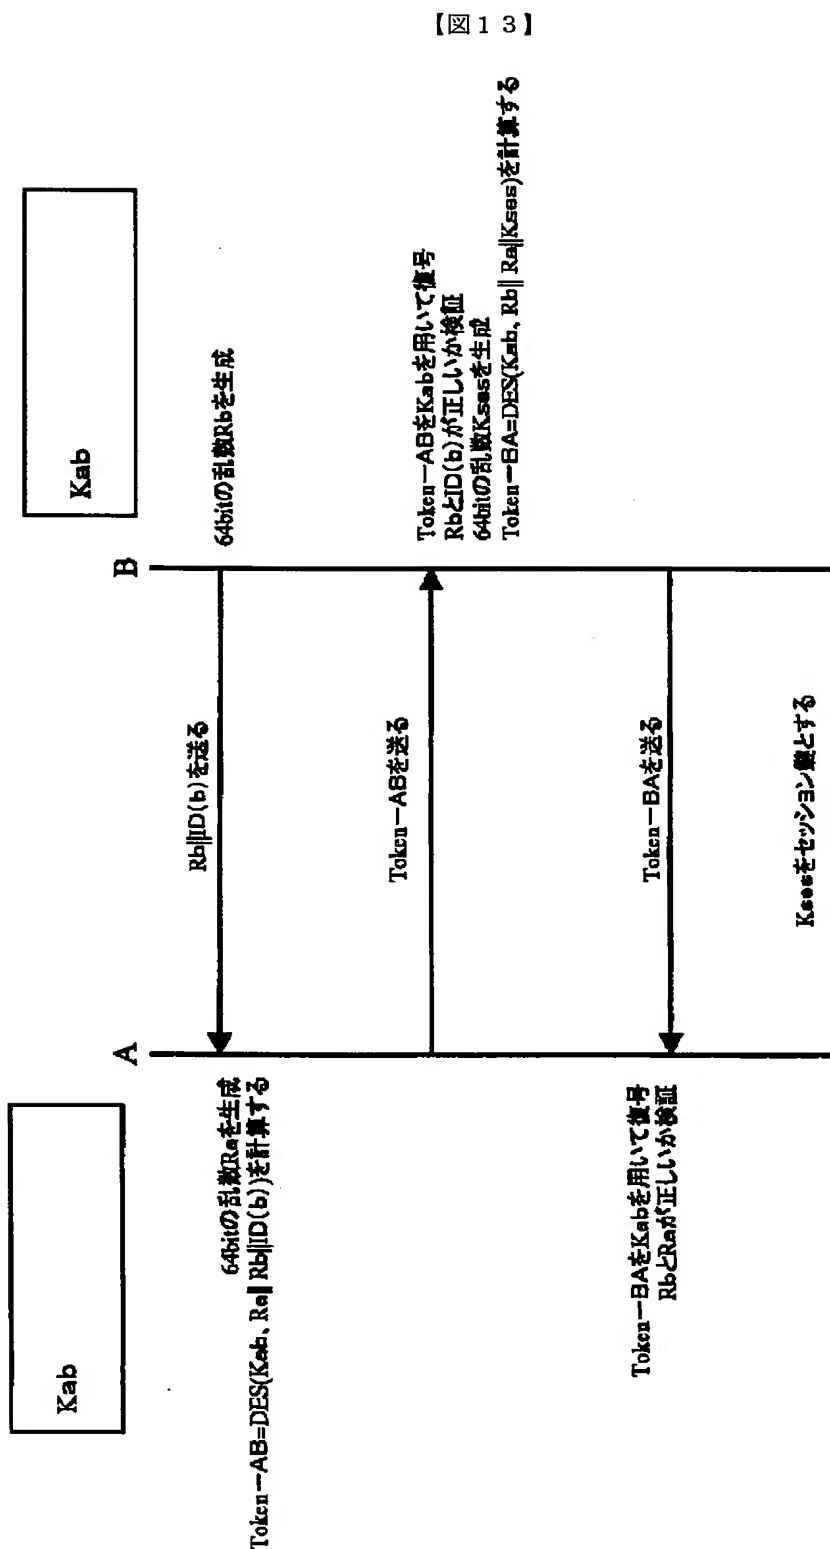 【図１３】
Kab
Kab
A
B
64bitの乱数Rbを生成
Rb∥ID(b)を送る
64bitの乱数Raを生成
Token－AB=DES(Kab、Ra∥Rb∥ID(b))を計算する
Token－ABを送る
Token－ABをKabを用いて復号
RbとID(b)が正しいか検証
64bitの乱数Ksesを生成
Token－BA=DES(Kab、Rb∥Ra∥Kses)を計算する
Token－BAを送る
Token－BAをKabを用いて復号
RbとRaが正しいか検証
Ksesをセッション鍵とする